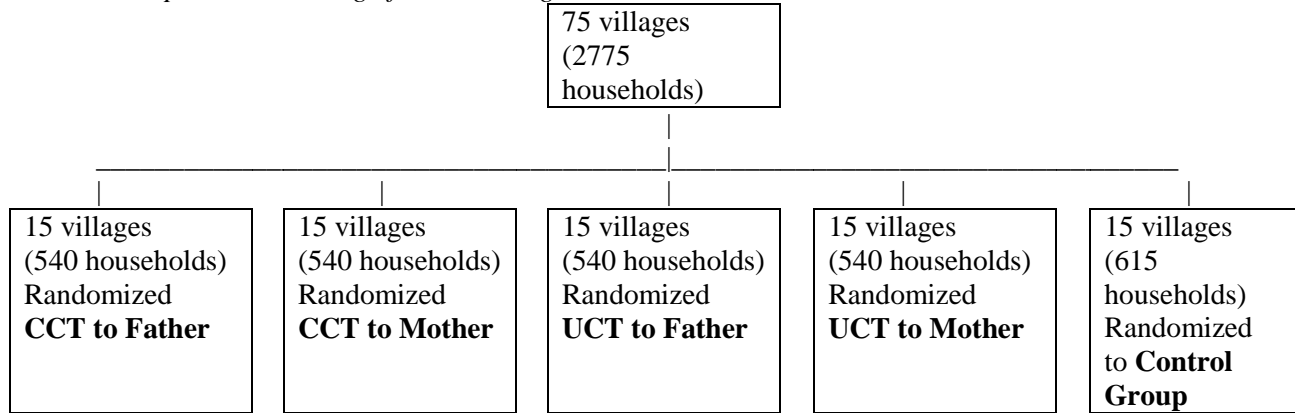 75 villages
(2775
households)
15 villages
(540 households)
Randomized
CCT to Father
15 villages
(540 households)
Randomized
CCT to Mother
15 villages
(540 households)
Randomized
UCT to Father
15 villages
(540 households)
Randomized
UCT to Mother
15 villages
(615
households)
Randomized
to Control
Group